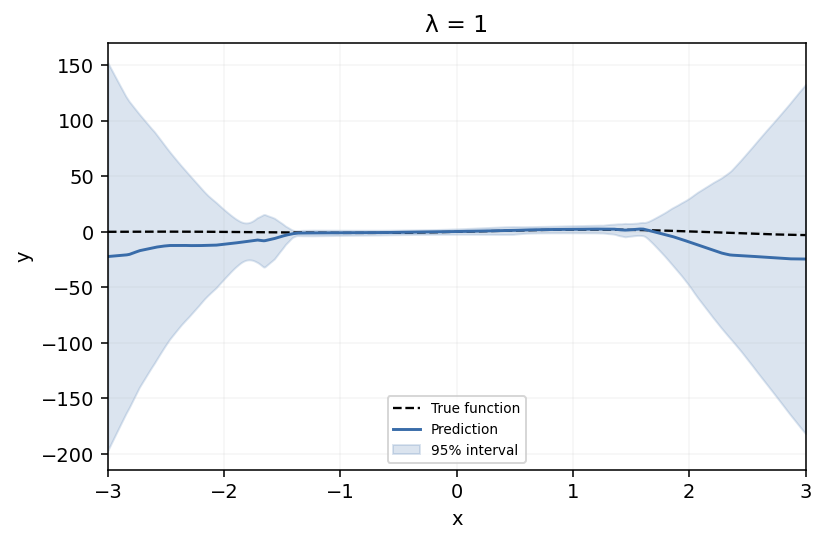 λ = 1
y
150
100
50
0
−50
−100
−150
−200
True function
Prediction
95% interval
−3
−2
−1
0
1
2
3
x